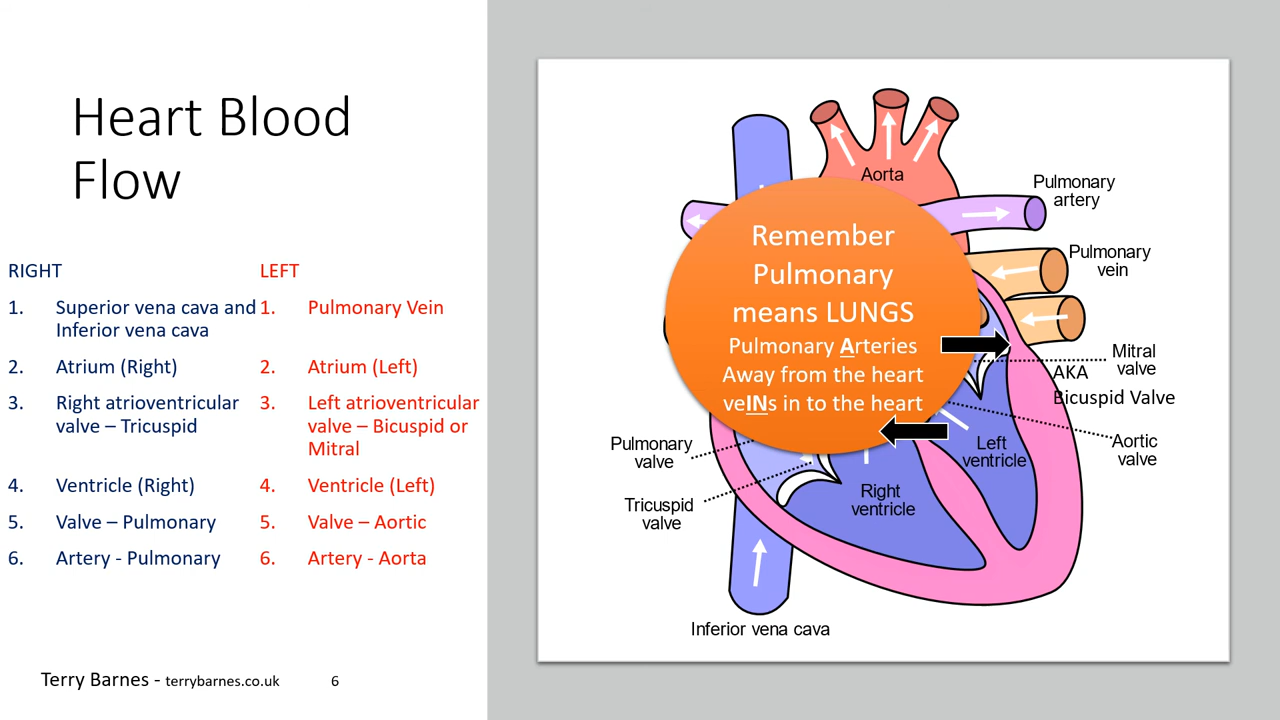 Heart Blood
Flow
RIGHT
1. Superior vena cava and
Inferior vena cava
2. Atrium (Right)
3. Right atrioventricular
valve – Tricuspid
4. Ventricle (Right)
5. Valve – Pulmonary
6. Artery - Pulmonary
LEFT
1. Pulmonary Vein
2. Atrium (Left)
3. Left atrioventricular
valve – Bicuspid or
Mitral
4. Ventricle (Left)
5. Valve – Aortic
6. Artery - Aorta
Terry Barnes - terrybarnes.co.uk
6
Aorta
Pulmonary
artery
Pulmonary
vein
Remember
Pulmonary
means LUNGS
Pulmonary Arteries
Away from the heart
veINs in to the heart
Mitral
valve
AKA
Bicuspid Valve
Aortic
valve
Left
ventricle
Right
ventricle
Pulmonary
valve
Tricuspid
valve
Inferior vena cava